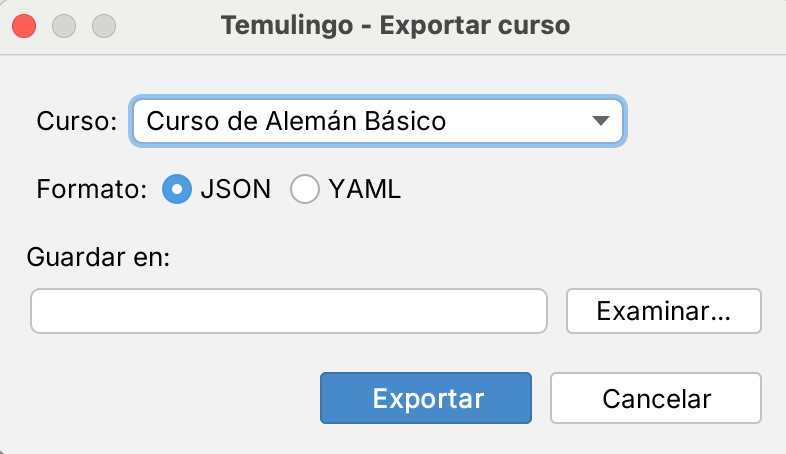 Temulingo - Exportar curso
Curso: Curso de Alemán Básico
Formato: JSON YAML
Guardar en:
Examinar...
Exportar Cancelar